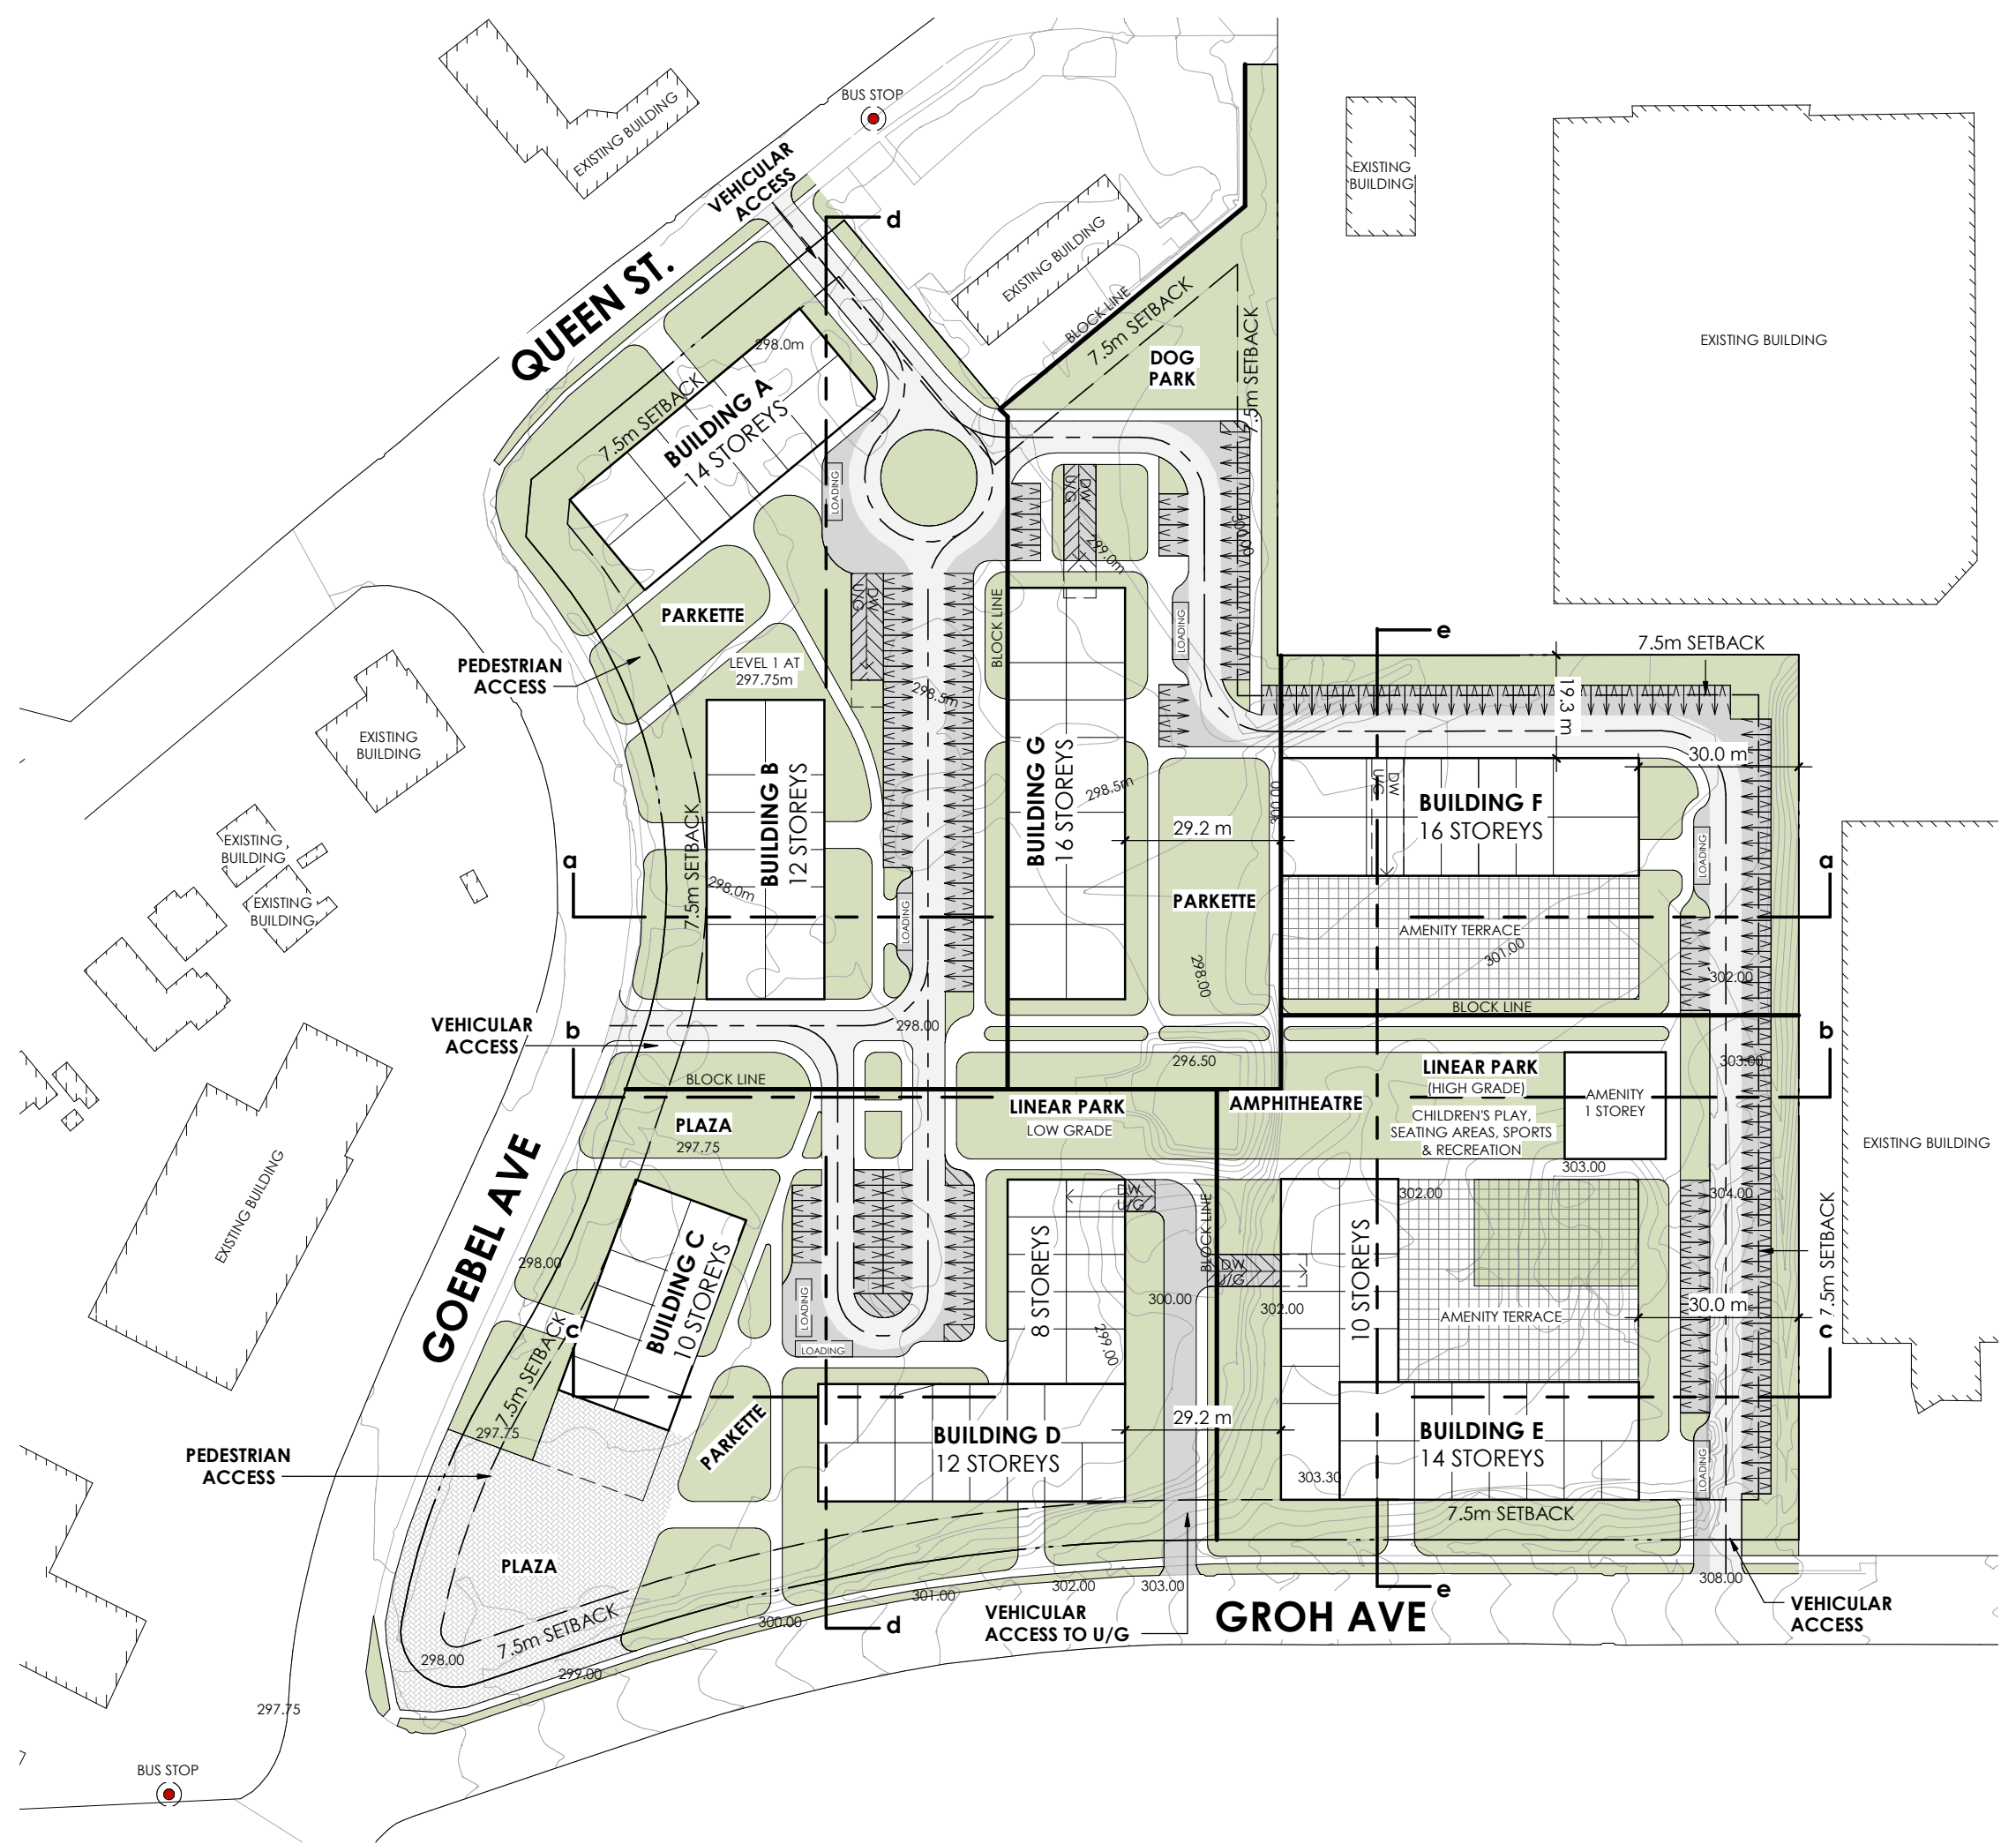 BUS STOP
EXISTING BUILDING
VEHICULAR
ACCESS
d
EXISTING
BUILDING
EXISTING BUILDING
QUEEN ST.
EXISTING BUILDING
BLOCK LINE
7.5m SETBACK
7.5m SETBACK
DOG
PARK
298.0m
7.5m SETBACK
BUILDING A
14 STOREYS
LOADING
DW
U/G
299.0m
PARKETTE
DW
U/G
BLOCK LINE
LOADING
e
7.5m SETBACK
PEDESTRIAN
ACCESS
LEVEL 1 AT
297.75m
298.5m
19.3 m
EXISTING
BUILDING
BUILDING B
12 STOREYS
BUILDING G
16 STOREYS
298.5m
300.00
DW
U/G
30.0 m
BUILDING F
16 STOREYS
29.2 m
LOADING
EXISTING
BUILDING
EXISTING
BUILDING
a
7.5m SETBACK
298.0m
LOADING
PARKETTE
a
AMENITY TERRACE
301.00
298.00
302.00
BLOCK LINE
VEHICULAR
ACCESS
b
298.00
b
296.50
303.00
LINEAR PARK
(HIGH GRADE)
BLOCK LINE
AMENITY
1 STOREY
LINEAR PARK
LOW GRADE
AMPHITHEATRE
CHILDREN'S PLAY,
SEATING AREAS, SPORTS
& RECREATION
PLAZA
297.75
EXISTING BUILDING
303.00
EXISTING BUILDING
GOEBEL AVE
DW
U/G
302.00
304.00
BLOCK LINE
7.5m SETBACK
298.00
BUILDING C
10 STOREYS
8 STOREYS
DW
U/G
10 STOREYS
300.00
302.00
LOADING
30.0 m
AMENITY TERRACE
c
c
LOADING
299.00
7.5m SETBACK
297.75
PARKETTE
29.2 m
BUILDING D
12 STOREYS
BUILDING E
14 STOREYS
LOADING
PEDESTRIAN
ACCESS
303.30
7.5m SETBACK
PLAZA
7.5m SETBACK
298.00
299.00
300.00
301.00
302.00
303.00
308.00
d
VEHICULAR
ACCESS TO U/G
GROH AVE
e
VEHICULAR
ACCESS
297.75
BUS STOP